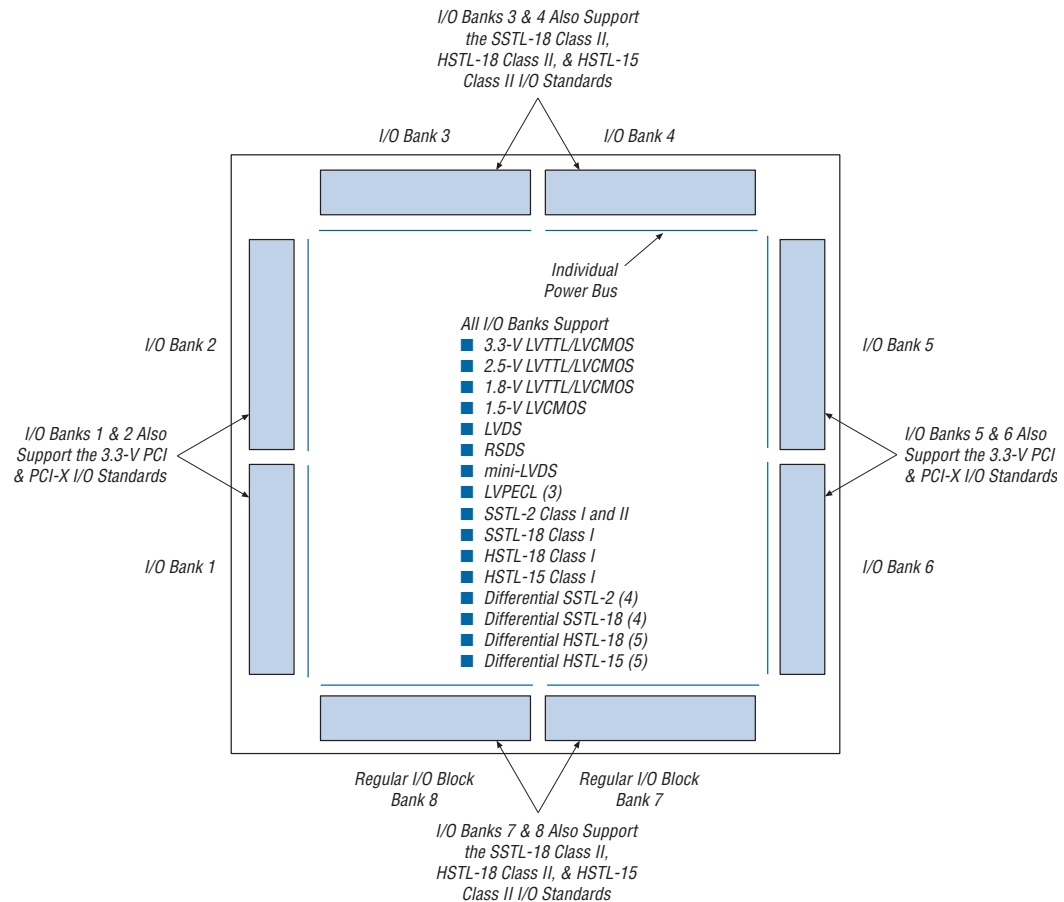 I/O Banks 3 & 4 Also Support
the SSTL-18 Class II,
HSTL-18 Class II, & HSTL-15
Class II I/O Standards
I/O Bank 3
I/O Bank 4
Individual
Power Bus
All I/O Banks Support
3.3-V LVTTL/LVCMOS
2.5-V LVTTL/LVCMOS
1.8-V LVTTL/LVCMOS
1.5-V LVCMOS
LVDS
RSDS
mini-LVDS
LVPECL (3)
SSTL-2 Class I and II
SSTL-18 Class I
HSTL-18 Class I
HSTL-15 Class I
Differential SSTL-2 (4)
Differential SSTL-18 (4)
Differential HSTL-18 (5)
Differential HSTL-15 (5)
I/O Bank 2
I/O Banks 1 & 2 Also
Support the 3.3-V PCI
& PCI-X I/O Standards
I/O Bank 1
I/O Bank 5
I/O Banks 5 & 6 Also
Support the 3.3-V PCI
& PCI-X I/O Standards
I/O Bank 6
Regular I/O Block
Bank 8
Regular I/O Block
Bank 7
I/O Banks 7 & 8 Also Support
the SSTL-18 Class II,
HSTL-18 Class II, & HSTL-15
Class II I/O Standards